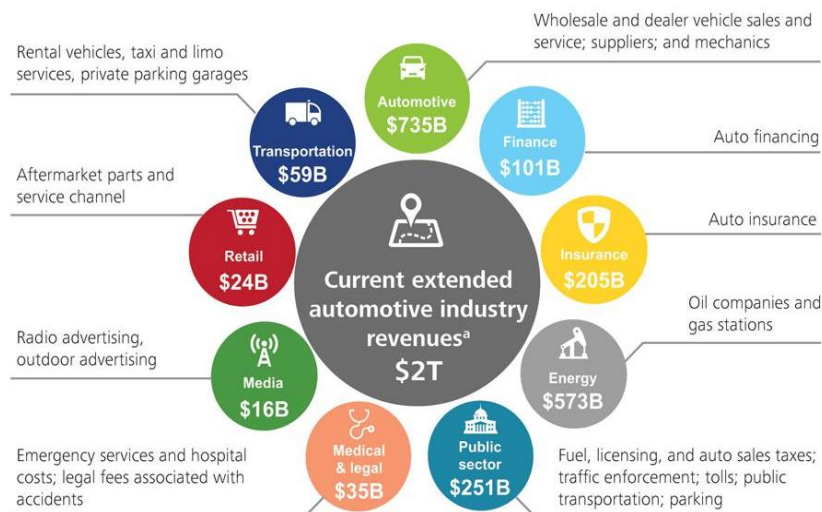 Wholesale and dealer vehicle sales and
service; suppliers; and mechanics
Rental vehicles, taxi and limo
services, private parking garages
Automotive
$735B
Transportation
$59B
Finance
$101B
Auto financing
Aftermarket parts and
service channel
Retail
$24B
Insurance
$205B
Auto insurance
Current extended
automotive industry
revenuesª
$2T
Oil companies and
gas stations
Radio advertising,
outdoor advertising
Media
$16B
Energy
$573B
Emergency services and hospital
costs; legal fees associated with
accidents
Medical
& legal
$35B
Public
sector
$251B
Fuel, licensing, and auto sales taxes;
traffic enforcement; tolls; public
transportation; parking